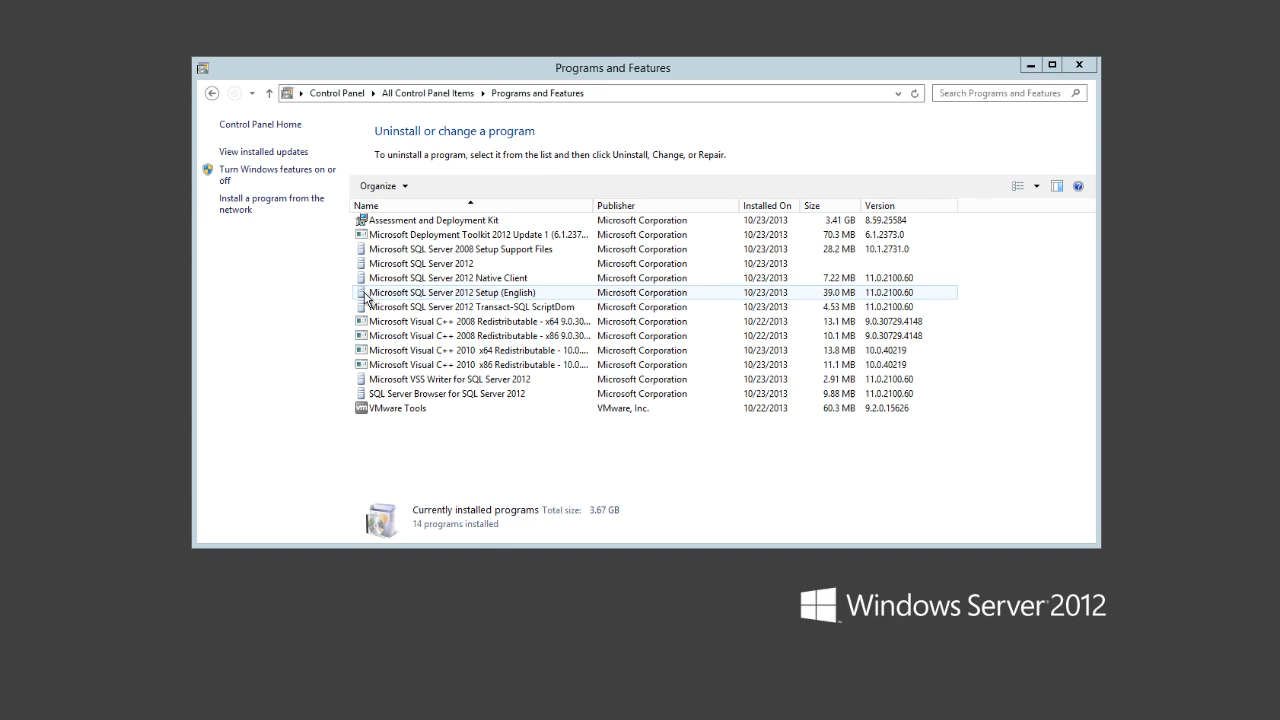 Programs and Features
Control Panel All Control Panel Items Programs and Features
Search Programs and Features
Control Panel Home
View installed updates
Turn Windows features on or
off
Install a program from the
network
Uninstall or change a program
To uninstall a program, select it from the list and then click Uninstall, Change, or Repair.
Organize
Name Publisher Installed On Size Version
Assessment and Deployment Kit Microsoft Corporation 10/23/2013 3.41 GB 8.59.25584
Microsoft Deployment Toolkit 2012 Update 1 (6.1.237... Microsoft Corporation 10/23/2013 70.3 MB 6.1.2373.0
Microsoft SQL Server 2008 Setup Support Files Microsoft Corporation 10/23/2013 28.2 MB 10.1.2731.0
Microsoft SQL Server 2012 Microsoft Corporation 10/23/2013
Microsoft SQL Server 2012 Native Client Microsoft Corporation 10/23/2013 7.22 MB 11.0.2100.60
Microsoft SQL Server 2012 Setup (English) Microsoft Corporation 10/23/2013 39.0 MB 11.0.2100.60
Microsoft SQL Server 2012 Transact-SQL ScriptDom Microsoft Corporation 10/23/2013 4.53 MB 11.0.2100.60
Microsoft Visual C++ 2008 Redistributable - x64 9.0.30... Microsoft Corporation 10/22/2013 13.1 MB 9.0.30729.4148
Microsoft Visual C++ 2008 Redistributable - x86 9.0.30... Microsoft Corporation 10/22/2013 10.1 MB 9.0.30729.4148
Microsoft Visual C++ 2010 x64 Redistributable - 10.0.... Microsoft Corporation 10/23/2013 13.8 MB 10.0.40219
Microsoft Visual C++ 2010 x86 Redistributable - 10.0.... Microsoft Corporation 10/23/2013 11.1 MB 10.0.40219
Microsoft VSS Writer for SQL Server 2012 Microsoft Corporation 10/23/2013 2.91 MB 11.0.2100.60
SQL Server Browser for SQL Server 2012 Microsoft Corporation 10/23/2013 9.88 MB 11.0.2100.60
vm VMware Tools VMware, Inc. 10/22/2013 60.3 MB 9.2.0.15626
Currently installed programs Total size: 3.67 GB
14 programs installed
Windows Server 2012